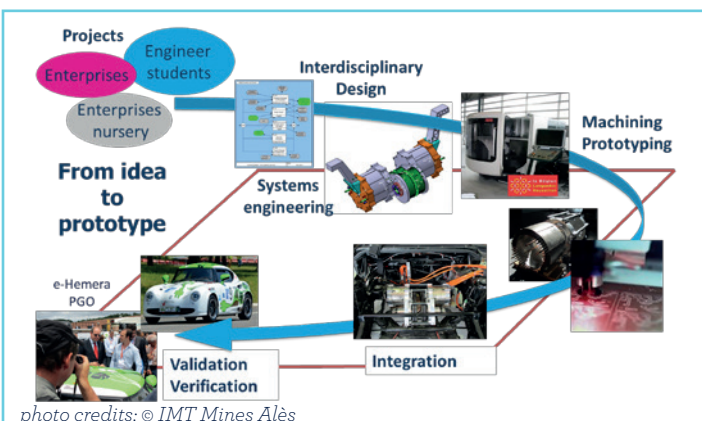 Projects
Engineer
students
Enterprises
Enterprises
nursery
Interdisciplinary
Design
Machining
Prototyping
From idea
to
prototype
Systems
engineering
e-Hemera
PGO
Validation
Verification
Integration
photo credits: © IMT Mines Alès